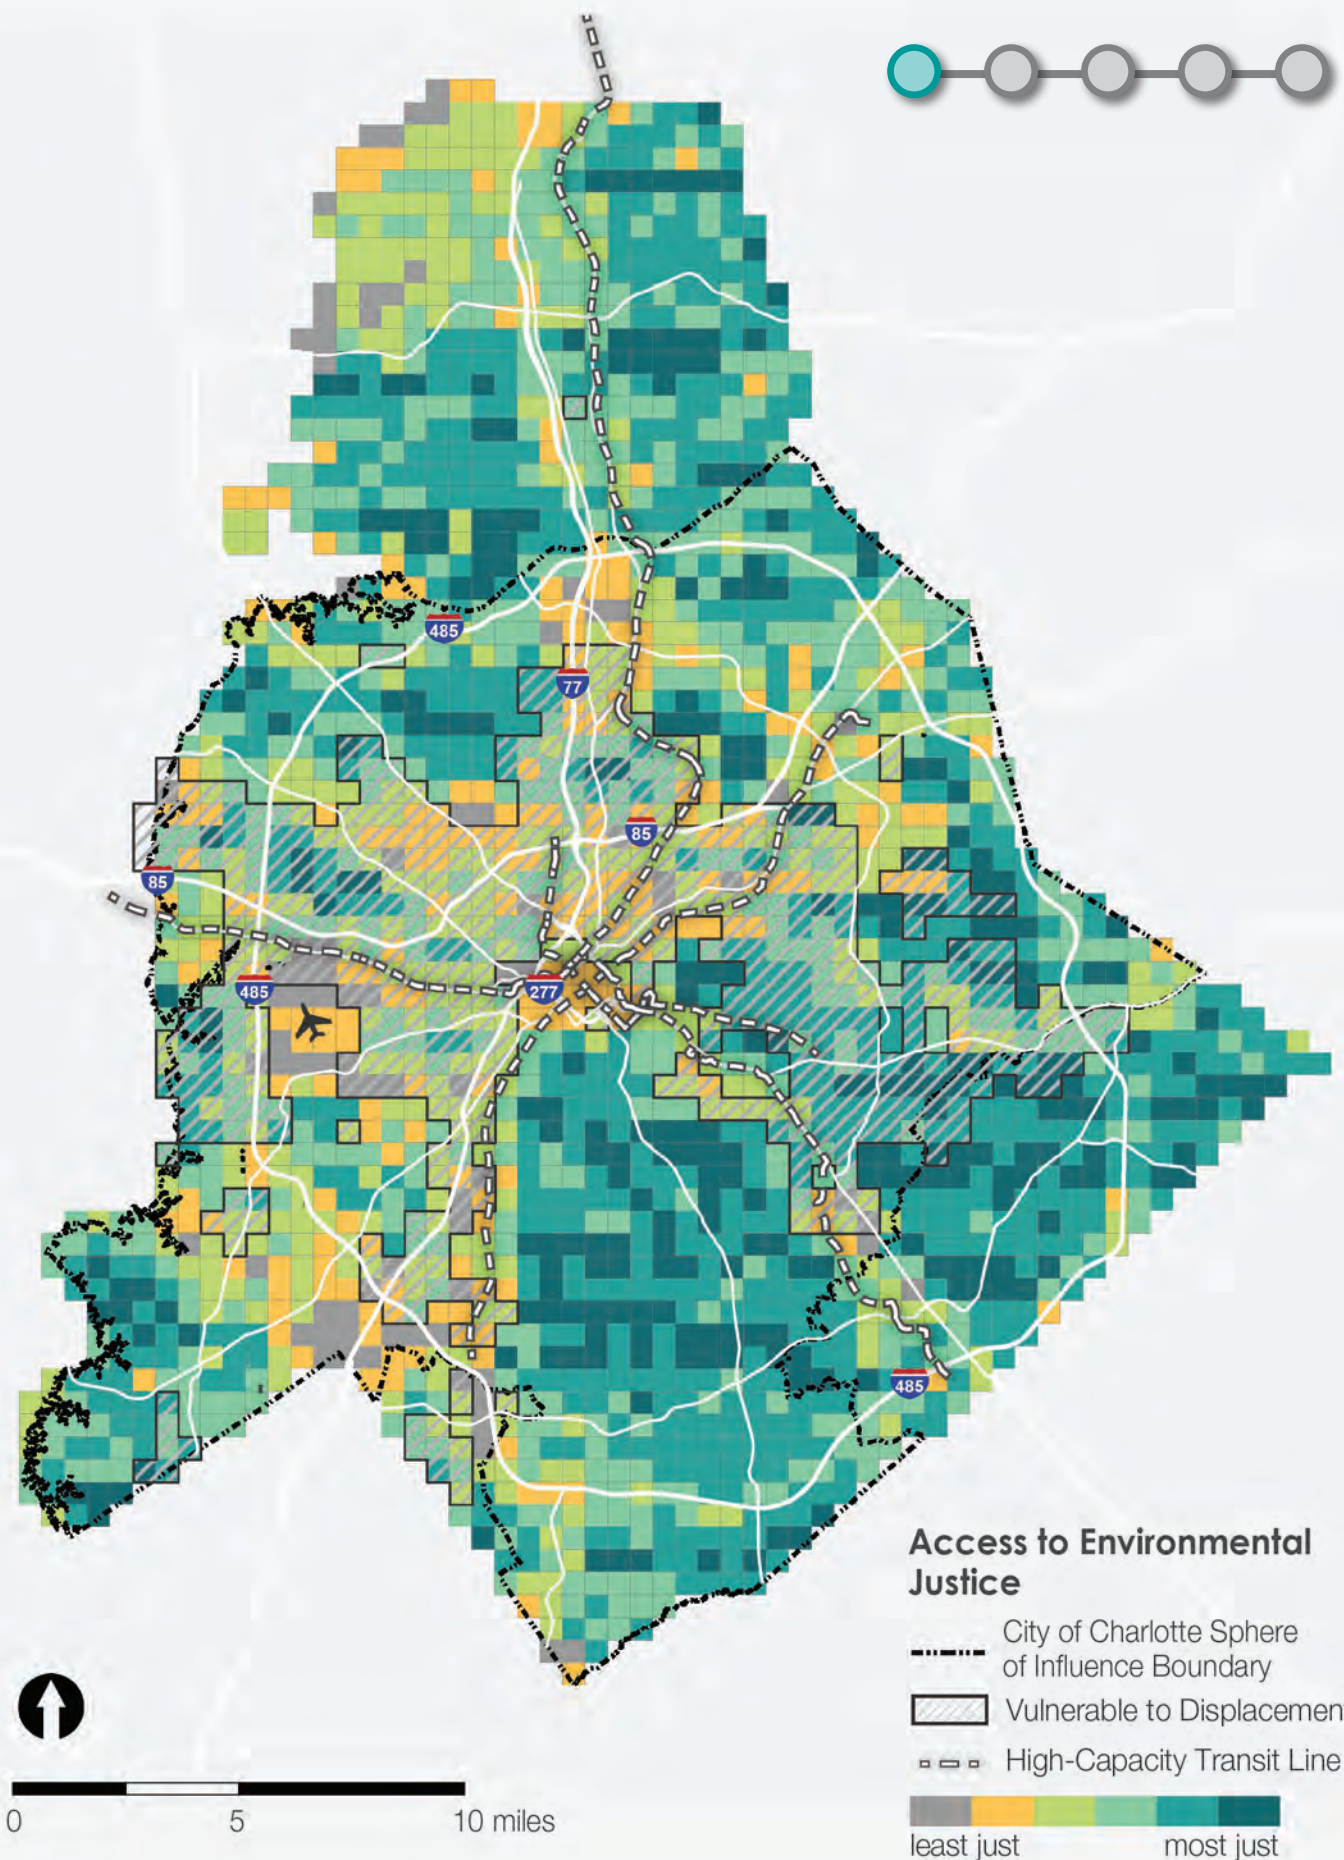 485
77
85
85
485
277
485
Access to Environmental
Justice
City of Charlotte Sphere
of Influence Boundary
Vulnerable to Displacemen
High-Capacity Transit Line
0 5 10 miles
least just most just